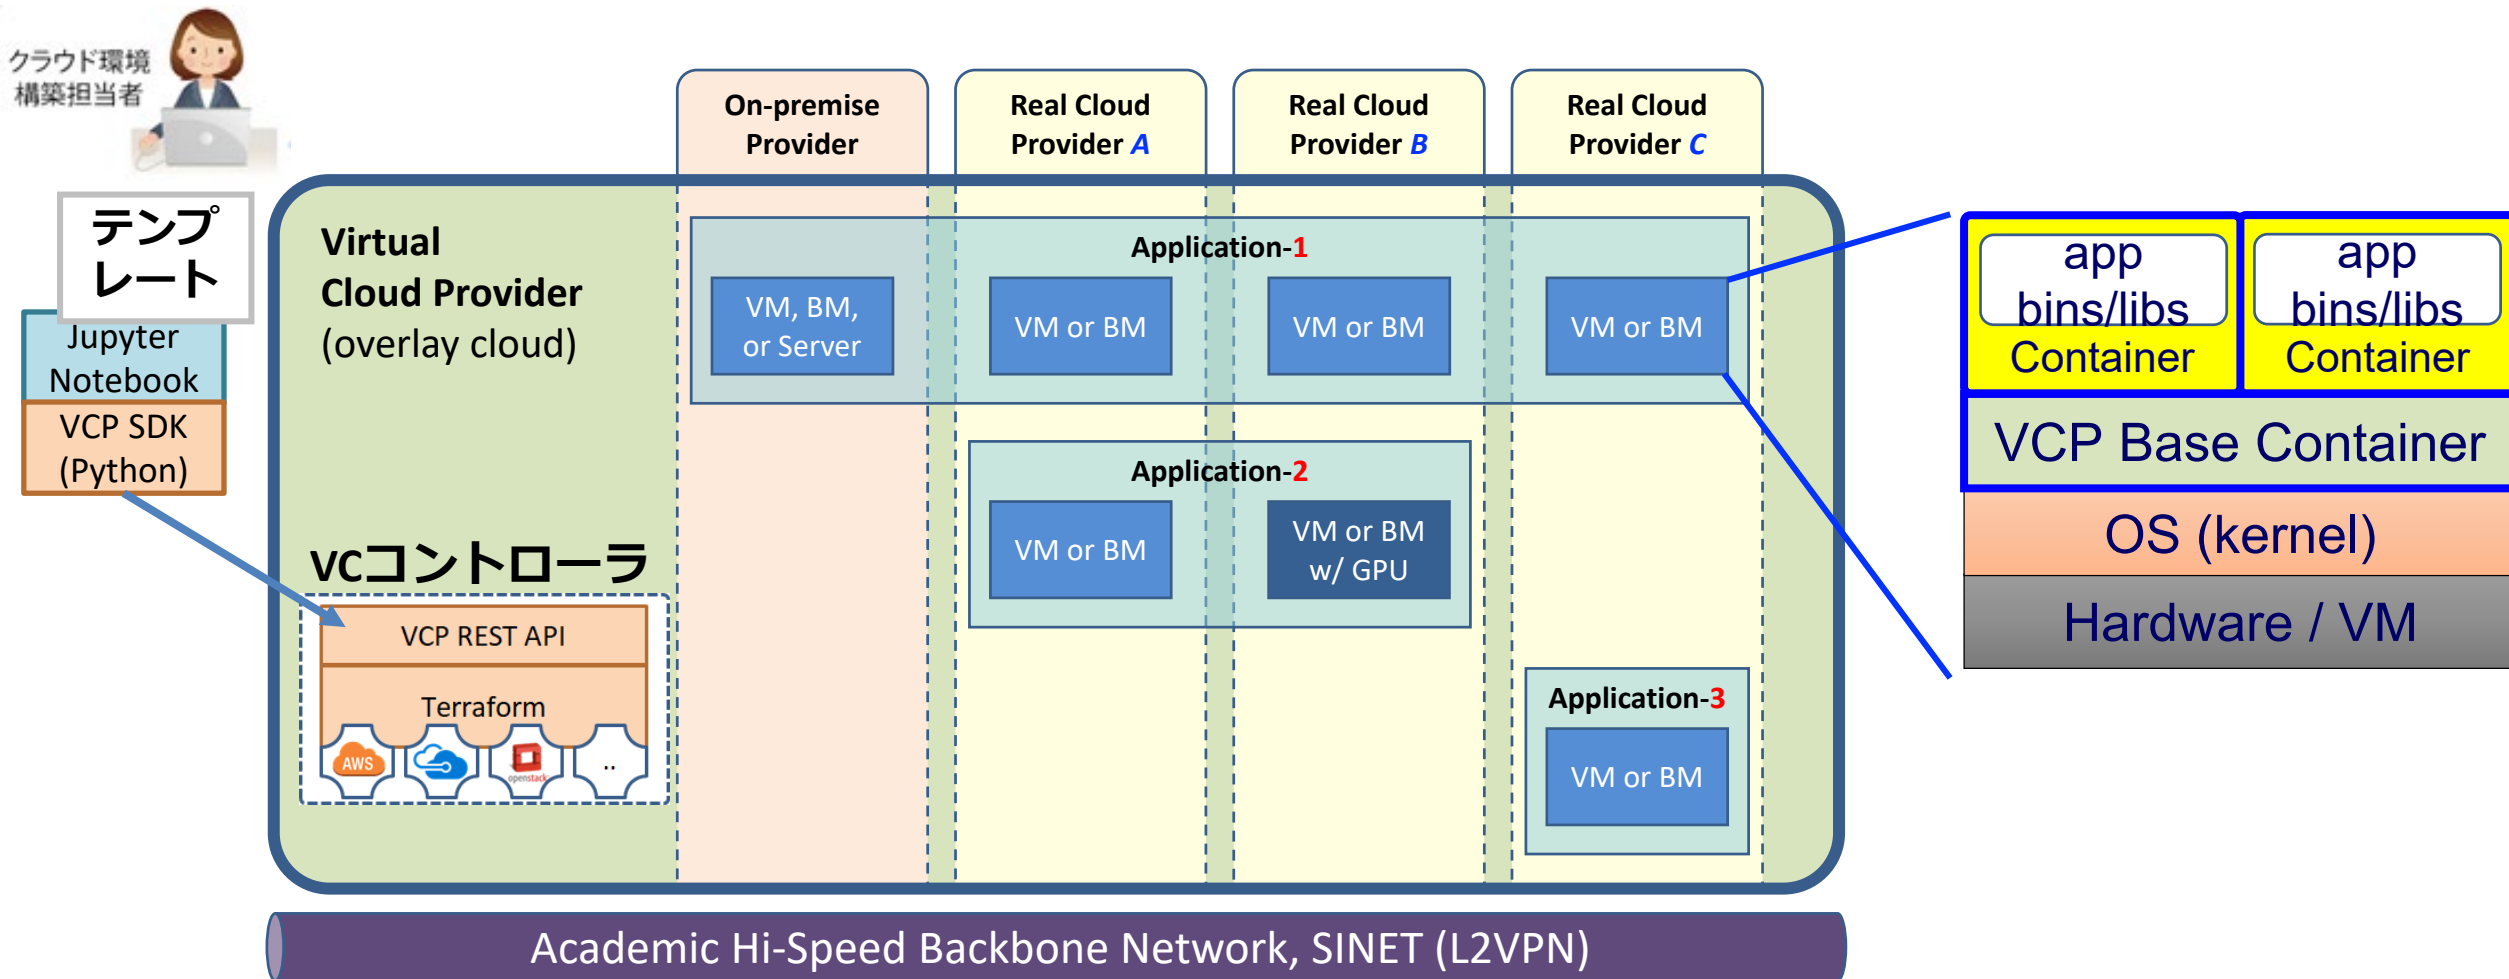 クラウド環境
構築担当者
テンプ
レート
Jupyter
Notebook
VCP SDK
(Python)
On-premise
Provider
Real Cloud
Provider A
Real Cloud
Provider B
Real Cloud
Provider C
Virtual
Cloud Provider
(overlay cloud)
Application-1
VM, BM,
or Server
VM or BM
VM or BM
VM or BM
Application-2
VM or BM
VM or BM
w/ GPU
Application-3
VM or BM
VCコントローラ
VCP REST API
Terraform
AWS
openstack
..
app
bins/libs
Container
app
bins/libs
Container
VCP Base Container
OS (kernel)
Hardware / VM
Academic Hi-Speed Backbone Network, SINET (L2VPN)